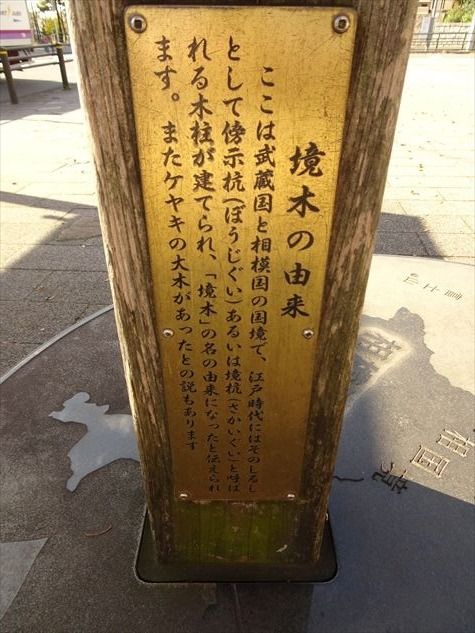 境木の由来
ここは武蔵国と相模国の国境で、江戸時代にはそのしるし
として傍示杭(ぼうじぐい)あるいは境杭(さかいぐい)と呼ば
れる木柱が建てられ、「境木」の名の由来になったと伝えられ
ます。またケヤキの大木があったとの説もあります